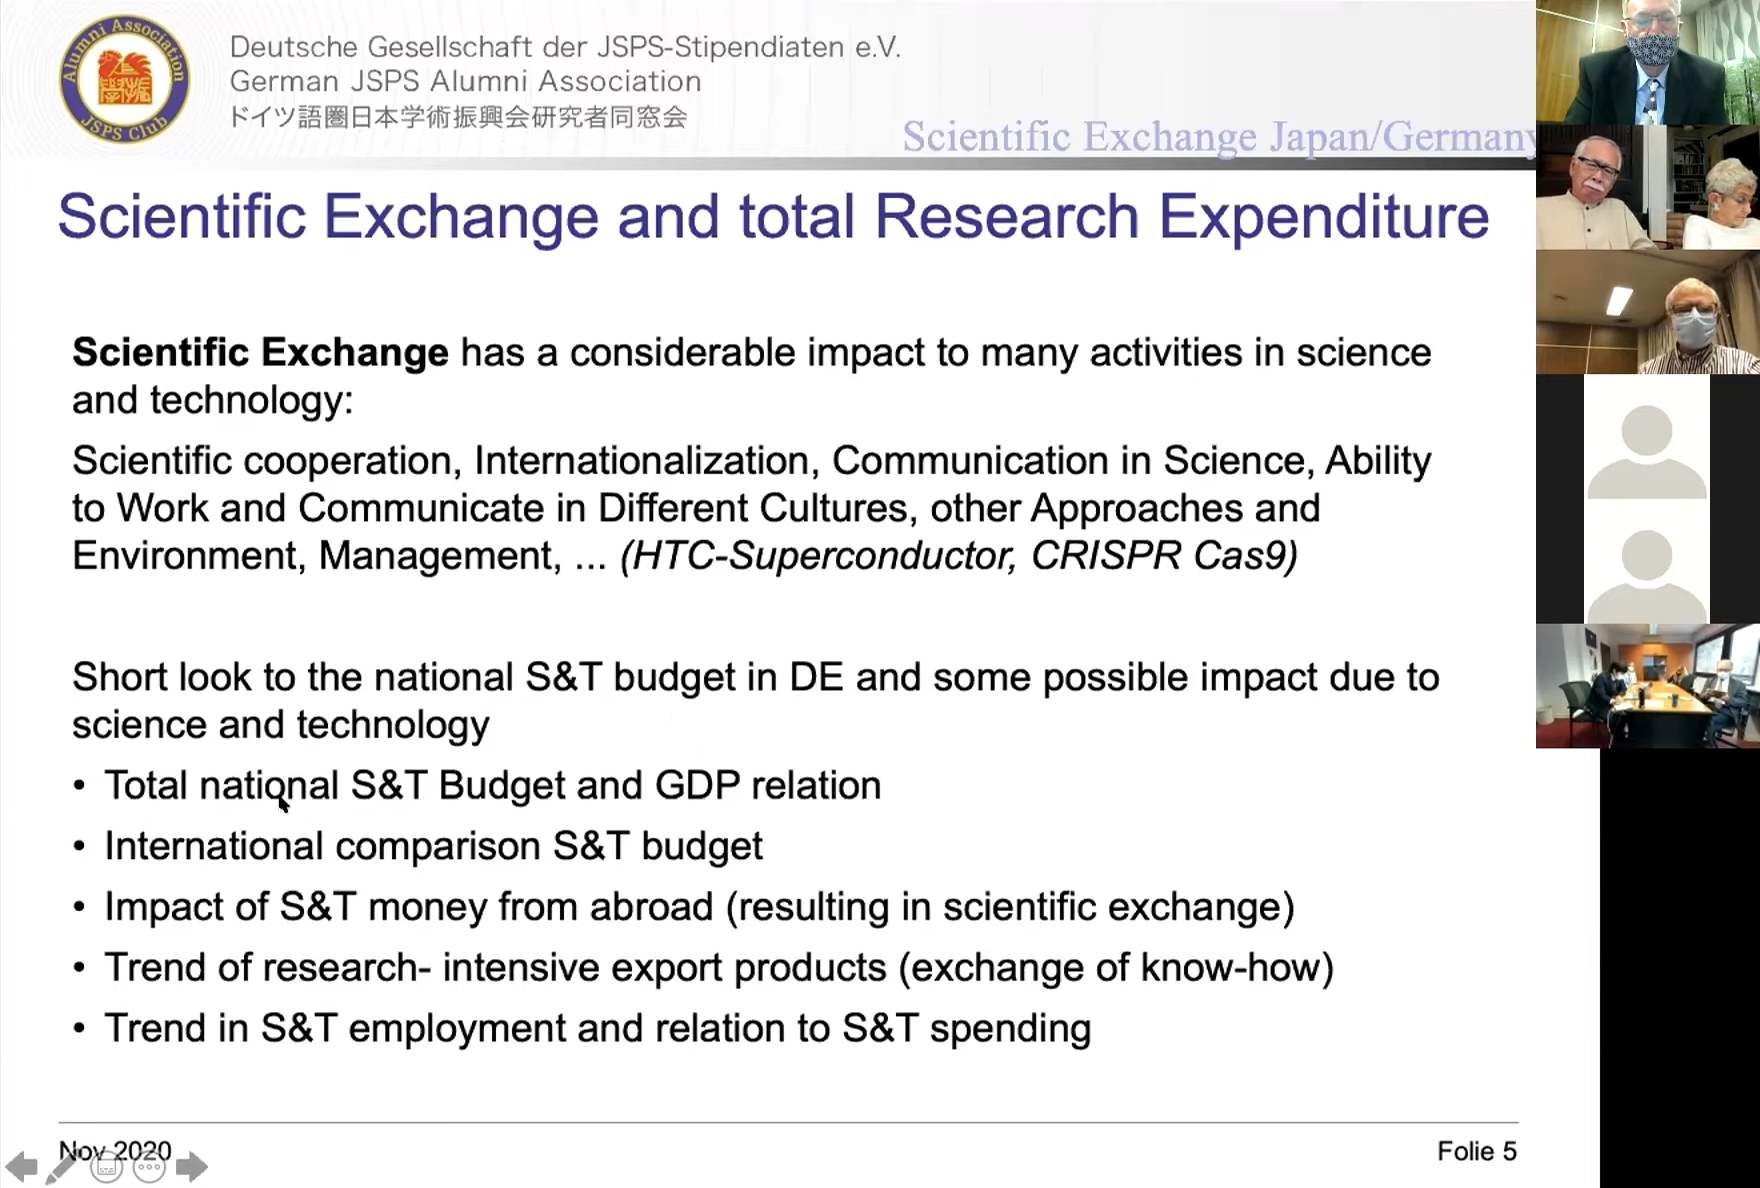 Alumni Association
JSPS Club
Deutsche Gesellschaft der JSPS-Stipendiaten e.V.
German JSPS Alumni Association
ドイツ語圏日本学術振興会研究者同窓会
Scientific Exchange Japan/Germany
Scientific Exchange and total Research Expenditure
Scientific Exchange has a considerable impact to many activities in science
and technology:
Scientific cooperation, Internationalization, Communication in Science, Ability
to Work and Communicate in Different Cultures, other Approaches and
Environment, Management, ... (HTC-Superconductor, CRISPR Cas9)
Short look to the national S&T budget in DE and some possible impact due to
science and technology
• Total national S&T Budget and GDP relation
• International comparison S&T budget
• Impact of S&T money from abroad (resulting in scientific exchange)
• Trend of research- intensive export products (exchange of know-how)
• Trend in S&T employment and relation to S&T spending
Nov 2020
Folie 5